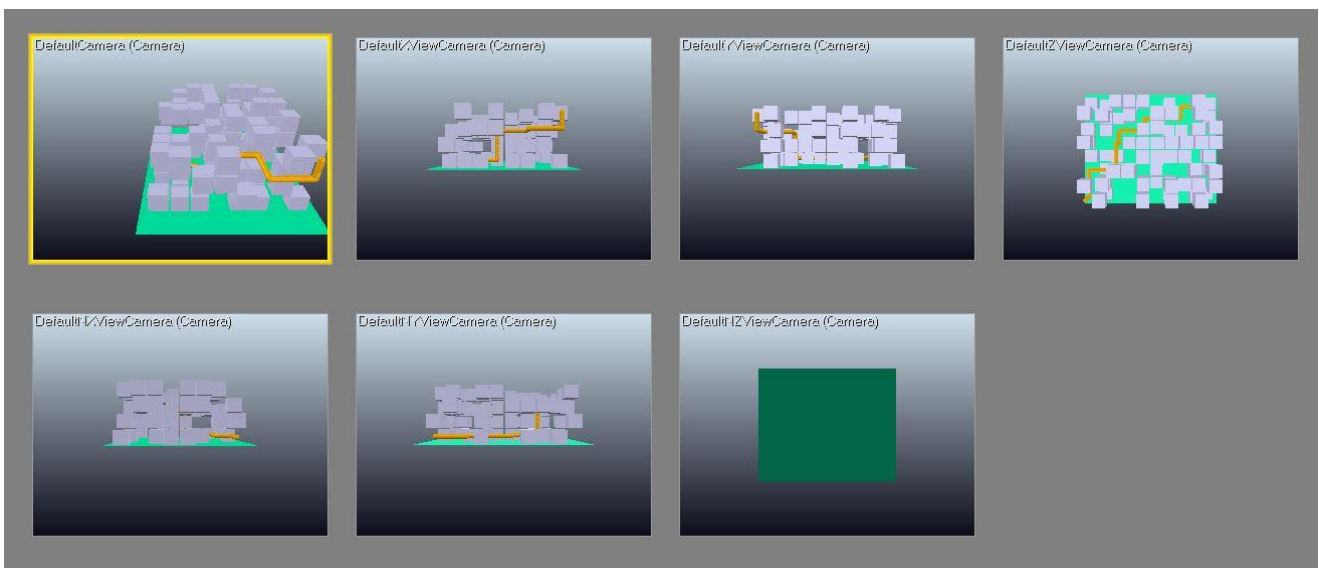 DefaultCamera (Camera)
DefaultXViewCamera (Camera)
DefaultYViewCamera (Camera)
DefaultZViewCamera (Camera)
DefaultNXViewCamera (Camera)
DefaultNYViewCamera (Camera)
DefaultNZViewCamera (Camera)